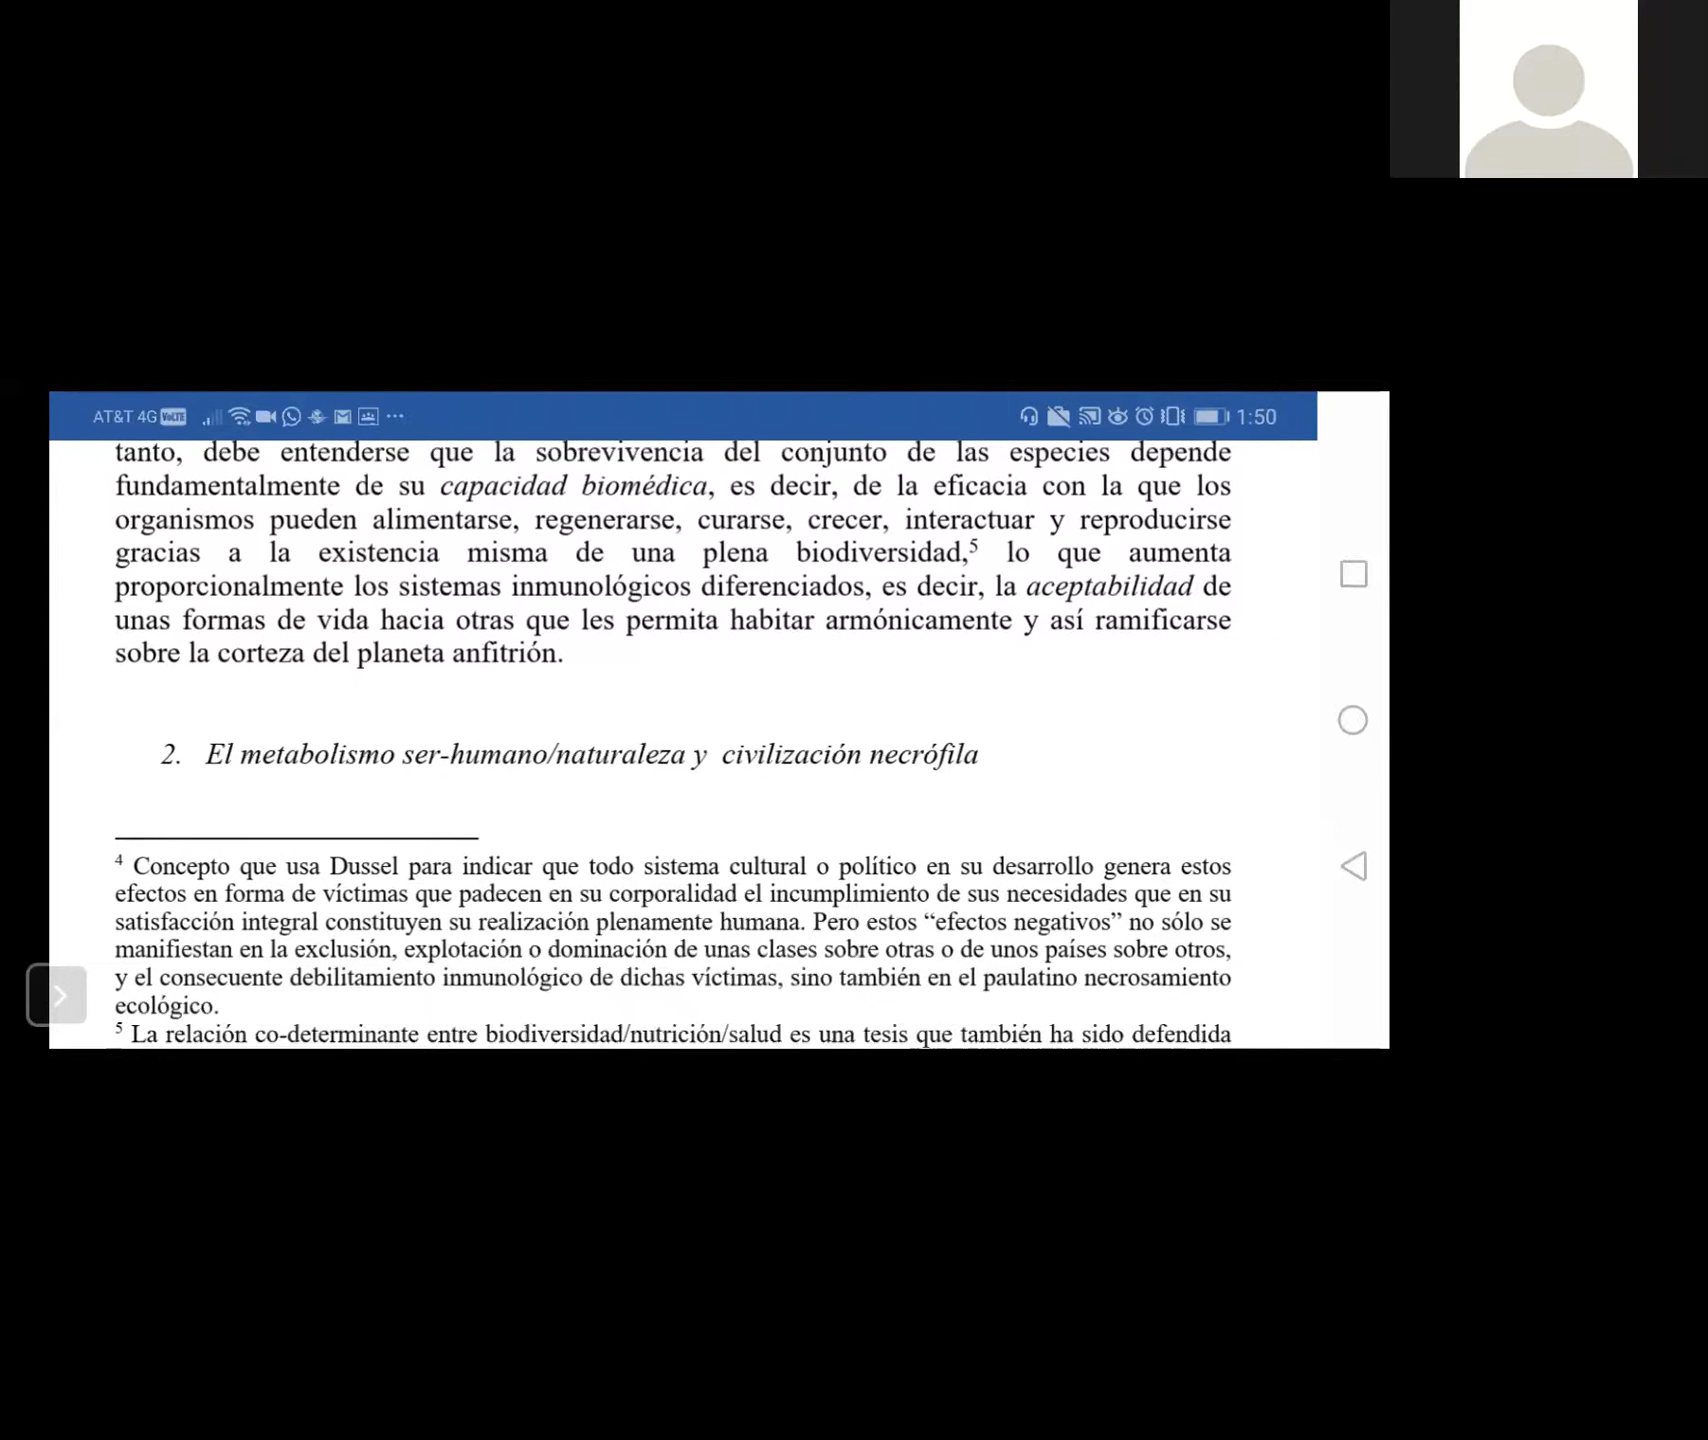 AT&T 4G VoLTE
1:50
tanto, debe entenderse que la sobrevivencia del conjunto de las especies depende
fundamentalmente de su capacidad biomédica, es decir, de la eficacia con la que los
organismos pueden alimentarse, regenerarse, curarse, crecer, interactuar y reproducirse
gracias a la existencia misma de una plena biodiversidad,⁵ lo que aumenta
proporcionalmente los sistemas inmunológicos diferenciados, es decir, la aceptabilidad de
unas formas de vida hacia otras que les permita habitar armónicamente y así ramificarse
sobre la corteza del planeta anfitrión.
2. El metabolismo ser-humano/naturaleza y civilización necrófila
⁴ Concepto que usa Dussel para indicar que todo sistema cultural o político en su desarrollo genera estos
efectos en forma de víctimas que padecen en su corporalidad el incumplimiento de sus necesidades que en su
satisfacción integral constituyen su realización plenamente humana. Pero estos “efectos negativos” no sólo se
manifiestan en la exclusión, explotación o dominación de unas clases sobre otras o de unos países sobre otros,
y el consecuente debilitamiento inmunológico de dichas víctimas, sino también en el paulatino necrosamiento
ecológico.
⁵ La relación co-determinante entre biodiversidad/nutrición/salud es una tesis que también ha sido defendida